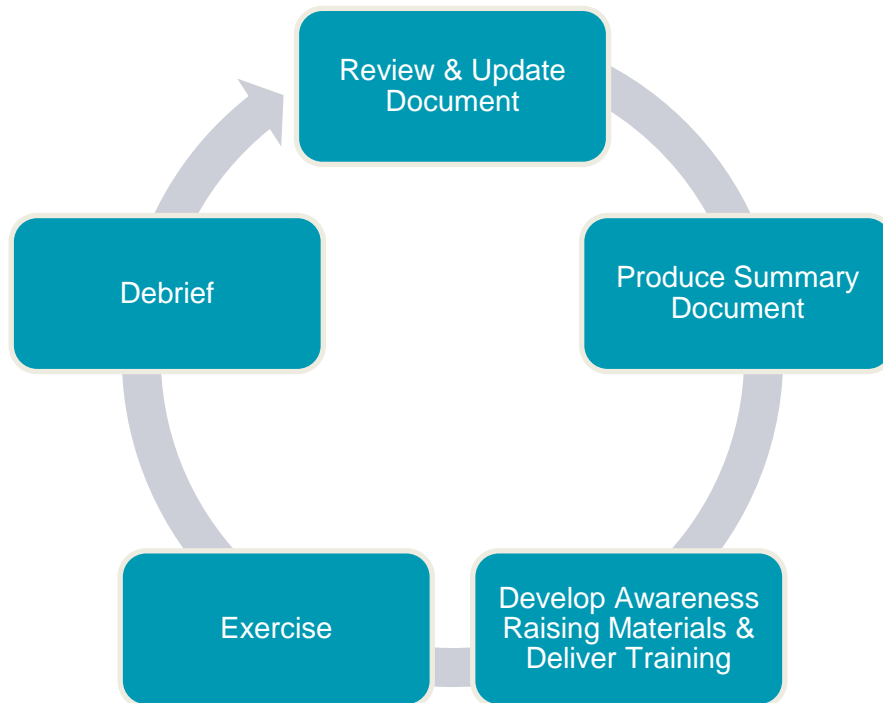 Review & Update
Document
Produce Summary
Document
Develop Awareness
Raising Materials &
Deliver Training
Exercise
Debrief